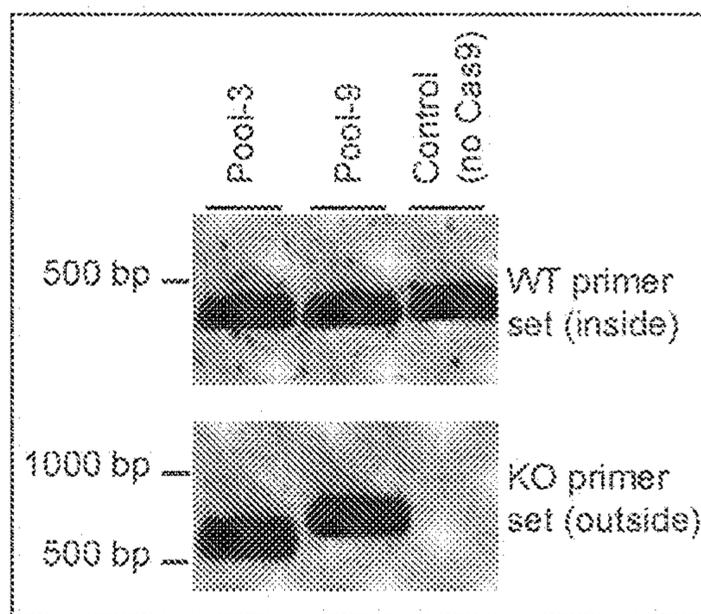 Pool-3
Pool-9
Control
(no Cas9)
500 bp
WT primer
set (inside)
1000 bp
KO primer
set (outside)
500 bp